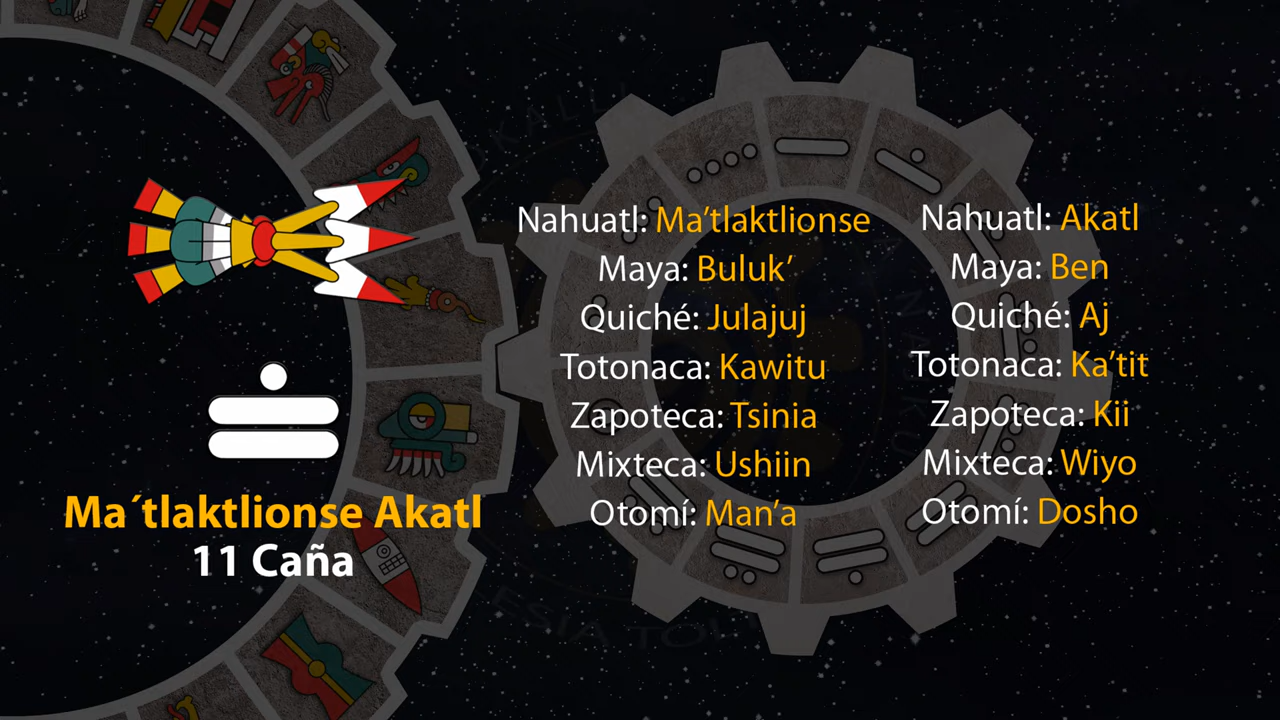 Nahuatl: Ma’tlaktlionse
Maya: Buluk’
Quiché: Julajuj
Totonaca: Kawitu
Zapoteca: Tsinia
Mixteca: Ushiin
Otomí: Man’a
Nahuatl: Akatl
Maya: Ben
Quiché: Aj
Totonaca: Ka’tit
Zapoteca: Kii
Mixteca: Wiyo
Otomí: Dosho
Ma´tlaktlionse Akatl
11 Caña